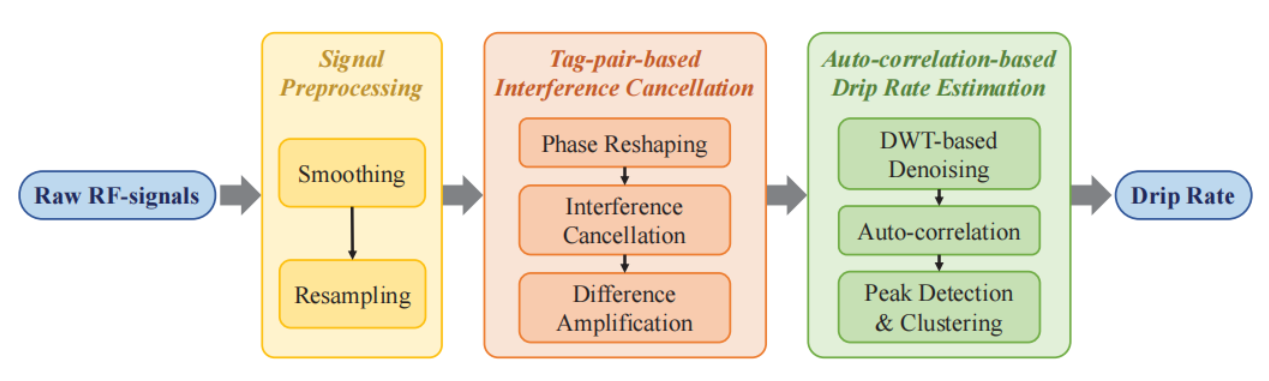 Raw RF-signals
Signal
Preprocessing
Smoothing
Resampling
Tag-pair-based
Interference Cancellation
Phase Reshaping
Interference
Cancellation
Difference
Amplification
Auto-correlation-based
Drip Rate Estimation
DWT-based
Denoising
Auto-correlation
Peak Detection
& Clustering
Drip Rate